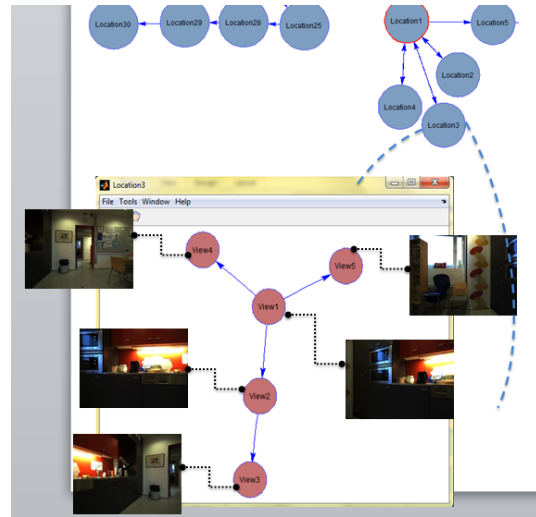 Location30
Location29
Location28
Location25
Location1
Location5
Location2
Location4
Location3
Location3
File Tools Window Help
View4
View5
View1
View2
View3